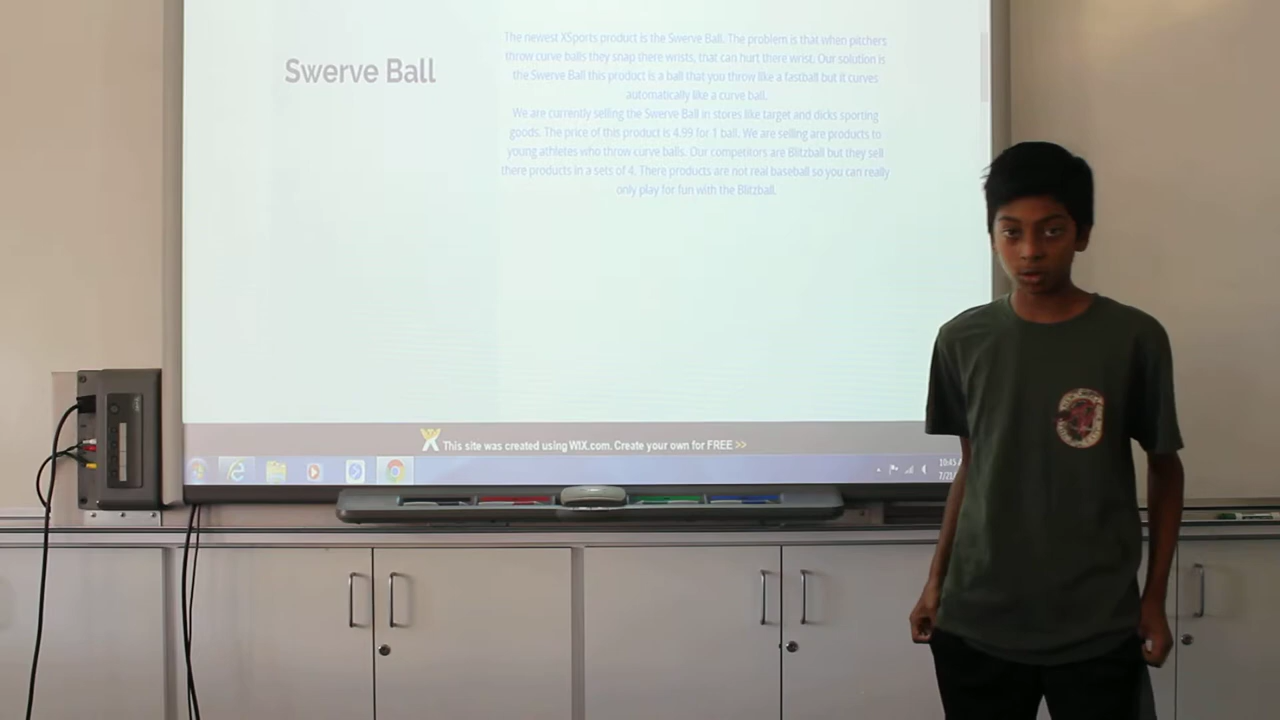 Swerve Ball
The newest XSports product is the Swerve Ball. The problem is that when pitchers
throw curve balls they snap there wrists, that can hurt there wrist. Our solution is
the Swerve Ball this product is a ball that you throw like a fastball but it curves
automatically like a curve ball.
We are currently selling the Swerve Ball in stores like target and dicks sporting
goods. The price of this product is 4.99 for 1 ball. We are selling are products to
young athletes who throw curve balls. Our competitors are Blitzball but they sell
there products in a sets of 4. There products are not real baseball so you can really
only play for fun with the Blitzball.
This site was created using WIX.com. Create your own for FREE >>
10:45
7/21